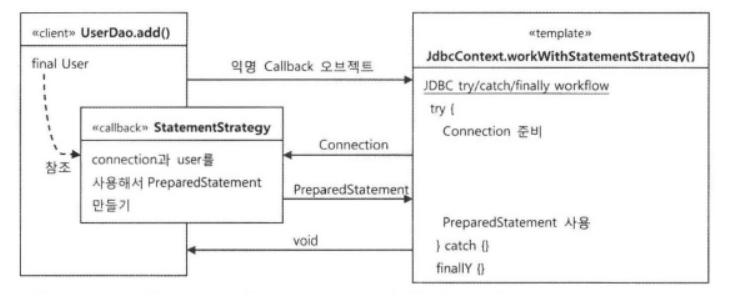 «client» UserDao.add()
final User
참조
«callback» StatementStrategy
connection과 user를
사용해서 PreparedStatement
만들기
익명 Callback 오브젝트
Connection
PreparedStatement
void
«template»
JdbcContext.workWithStatementStrategy()
JDBC try/catch/finally workflow
try {
Connection 준비
PreparedStatement 사용
} catch {}
finallY {}